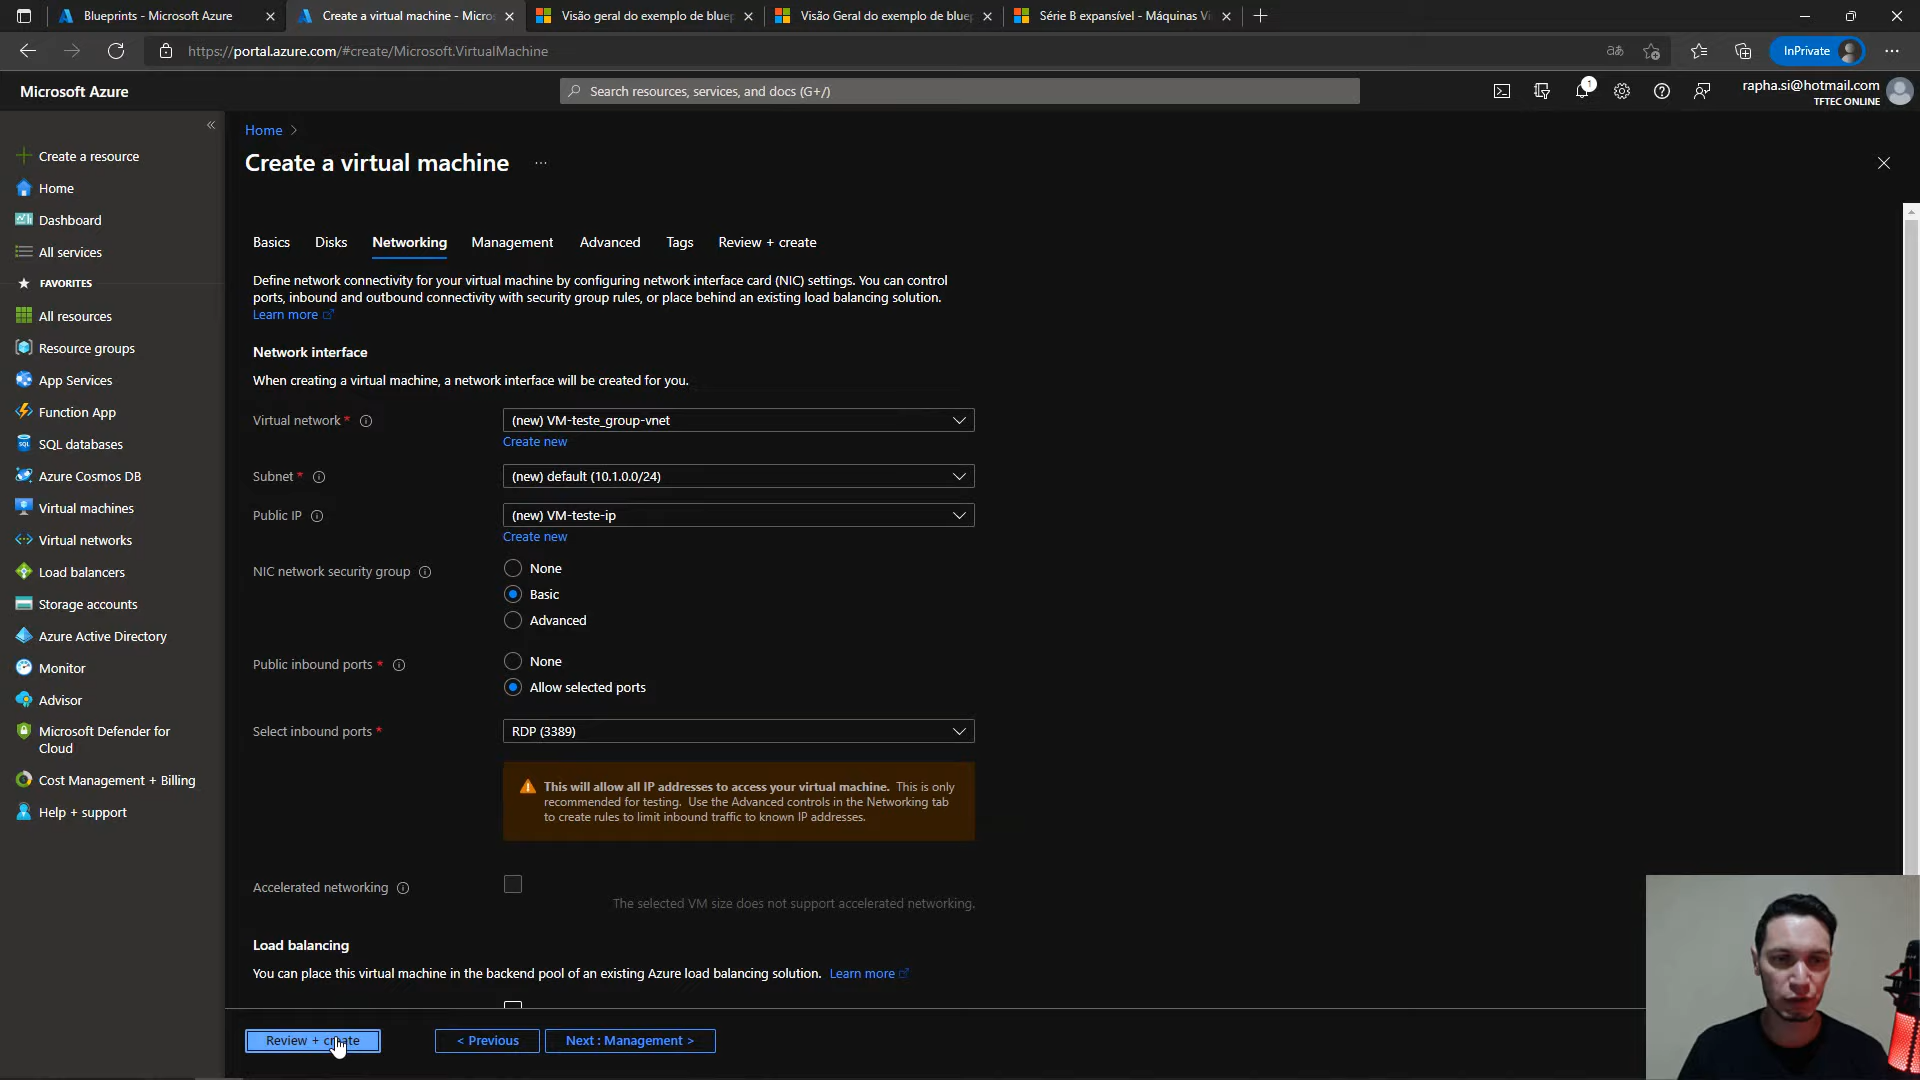 Blueprints - Microsoft Azure
Create a virtual machine - Micros
Visão geral do exemplo de bluep
Visão Geral do exemplo de bluep
Série B expansível - Máquinas Vi
https://portal.azure.com/#create/Microsoft.VirtualMachine
InPrivate
Microsoft Azure
Search resources, services, and docs (G+/)
1
rapha.si@hotmail.com
TFTEC ONLINE
Home
Create a virtual machine
Create a resource
Home
Dashboard
All services
FAVORITES
All resources
Resource groups
App Services
Function App
SQL databases
Azure Cosmos DB
Virtual machines
Virtual networks
Load balancers
Storage accounts
Azure Active Directory
Monitor
Advisor
Microsoft Defender for
Cloud
Cost Management + Billing
Help + support
Basics Disks Networking Management Advanced Tags Review + create
Define network connectivity for your virtual machine by configuring network interface card (NIC) settings. You can control
ports, inbound and outbound connectivity with security group rules, or place behind an existing load balancing solution.
Learn more
Network interface
When creating a virtual machine, a network interface will be created for you.
Virtual network * (new) VM-teste_group-vnet
Create new
Subnet * (new) default (10.1.0.0/24)
Public IP (new) VM-teste-ip
Create new
NIC network security group None
Basic
Advanced
Public inbound ports * None
Allow selected ports
Select inbound ports * RDP (3389)
This will allow all IP addresses to access your virtual machine. This is only
recommended for testing. Use the Advanced controls in the Networking tab
to create rules to limit inbound traffic to known IP addresses.
Accelerated networking
The selected VM size does not support accelerated networking.
Load balancing
You can place this virtual machine in the backend pool of an existing Azure load balancing solution. Learn more
Review + create < Previous Next : Management >